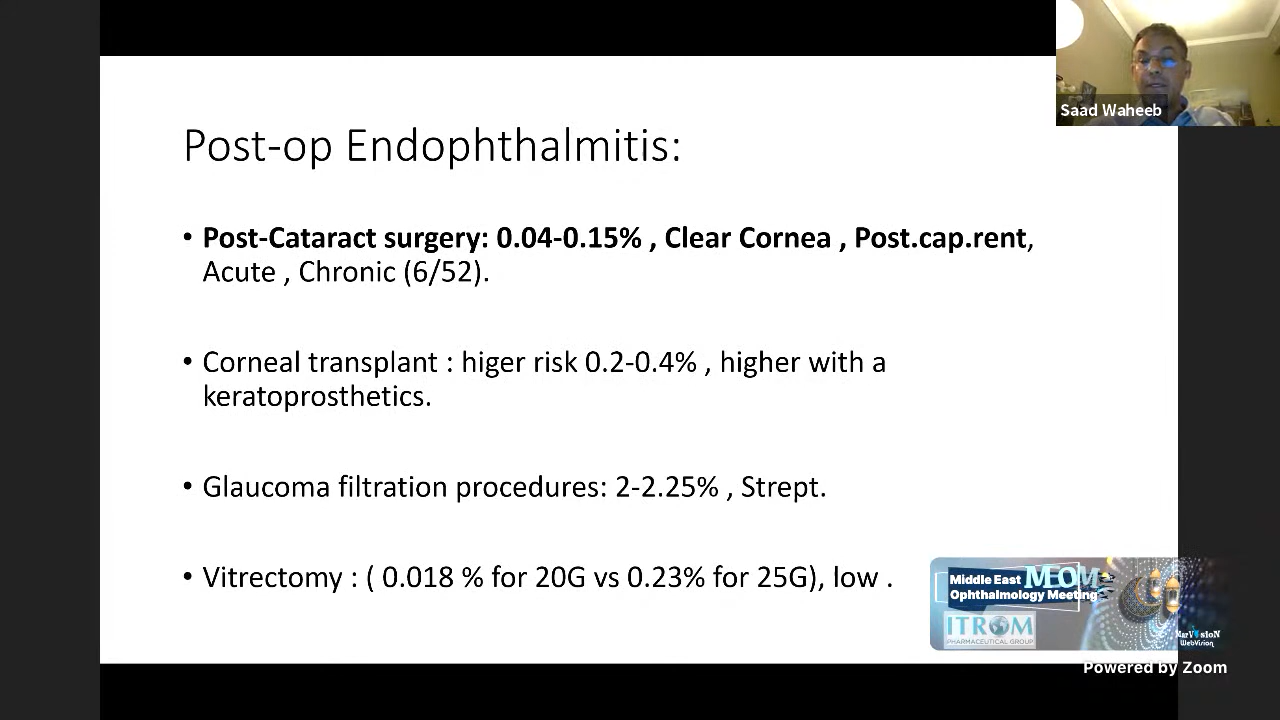 Saad Waheeb
Post-op Endophthalmitis:
• Post-Cataract surgery: 0.04-0.15% , Clear Cornea , Post.cap.rent,
Acute , Chronic (6/52).
• Corneal transplant : higer risk 0.2-0.4% , higher with a
keratoprosthetics.
• Glaucoma filtration procedures: 2-2.25% , Strept.
• Vitrectomy : ( 0.018 % for 20G vs 0.23% for 25G), low .
Middle East MEOM
Ophthalmology Meeting
ITROM
PHARMACEUTICAL GROUP
MarVisioN
WebVision
Powered by Zoom